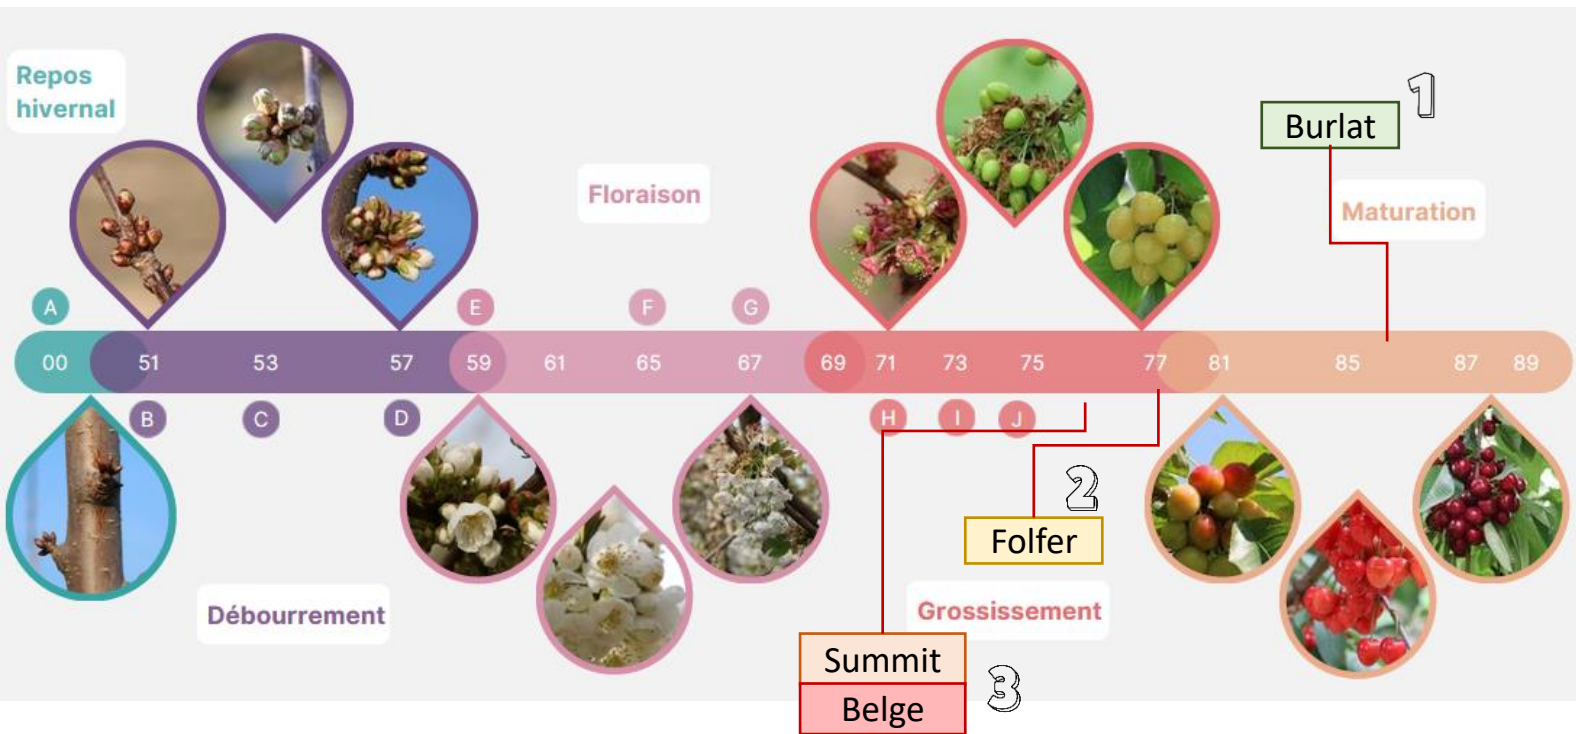 Repos
hivernal
Floraison
Burlat
1
Maturation
A
E
F
G
00
51
53
57
59
61
65
67
69
71
73
75
77
81
85
87
89
B
C
D
H
I
J
2
Folfer
Débourrement
Grossissement
Summit
Belge
3